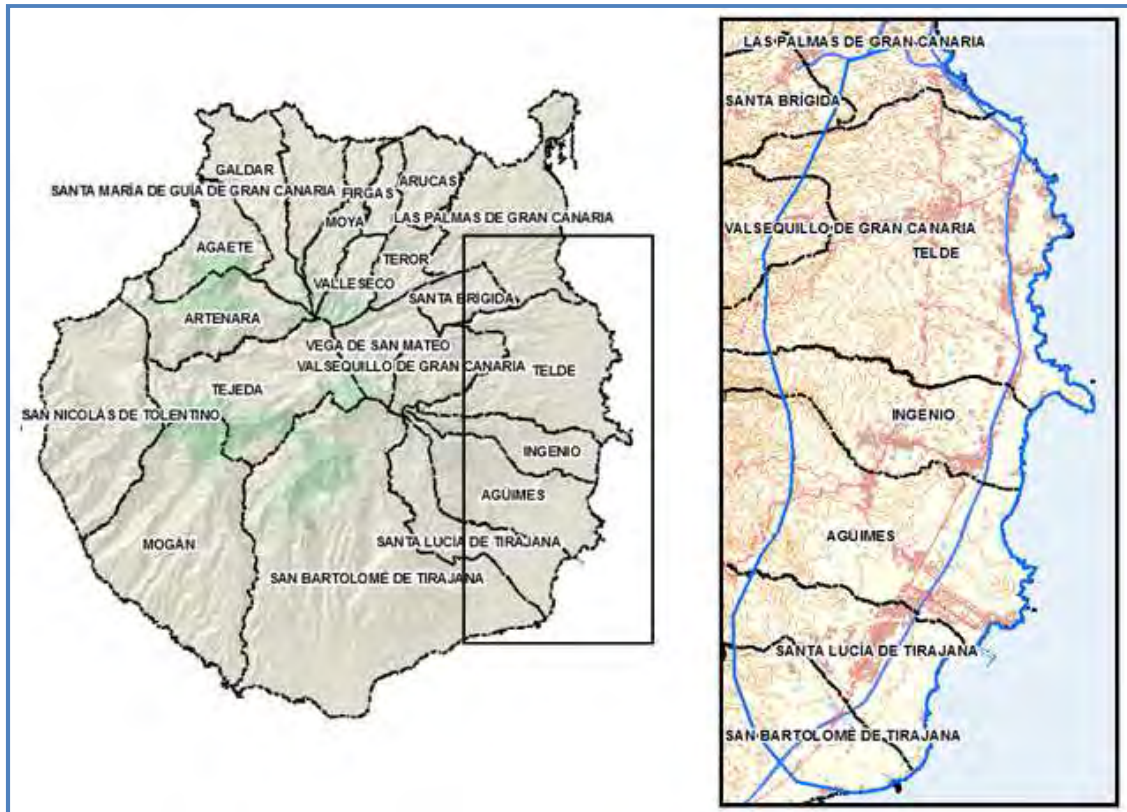 GALDAR
SANTA MARÍA DE GUÍA DE GRAN CANARIA
FIRGAS
ARUCAS
MOYA
LAS PALMAS DE GRAN CANARIA
AGAETE
TEROR
VALLESECO
SANTA BRÍGIDA
ARTENARA
VEGA DE SAN MATEO
VALSEQUILLO DE GRAN CANARIA
TELDE
TEJEDA
SAN NICOLÁS DE TOLENTINO
INGENIO
AGÜIMES
MOGÁN
SANTA LUCÍA DE TIRAJANA
SAN BARTOLOMÉ DE TIRAJANA
LAS PALMAS DE GRAN CANARIA
SANTA BRÍGIDA
VALSEQUILLO DE GRAN CANARIA
TELDE
INGENIO
AGÜIMES
SANTA LUCÍA DE TIRAJANA
SAN BARTOLOMÉ DE TIRAJANA